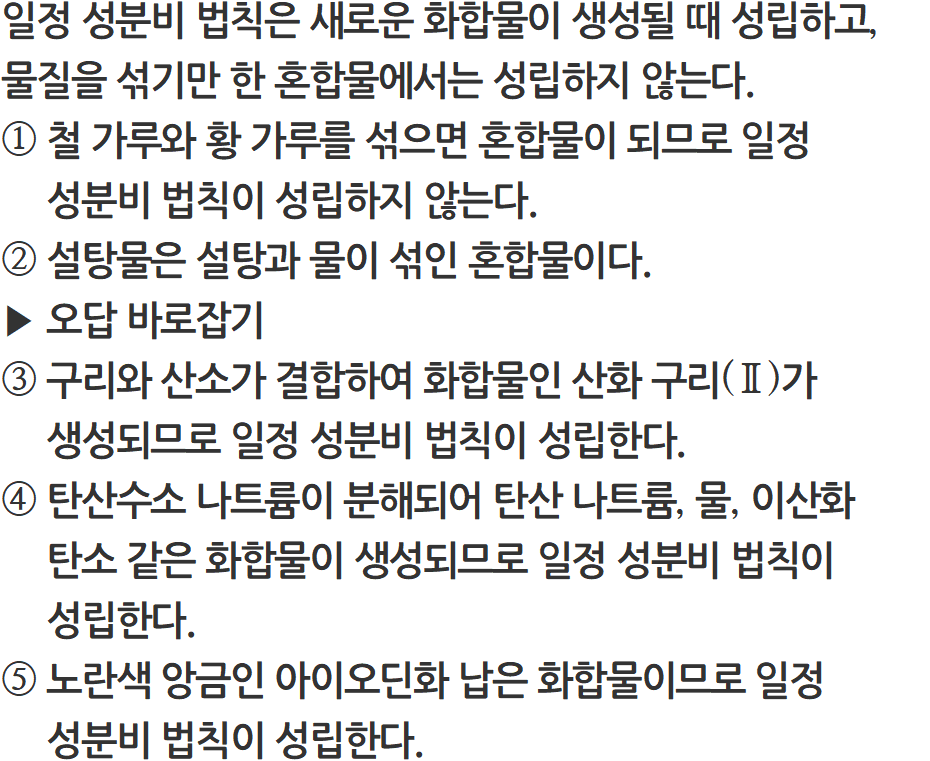 일정 성분비 법칙은 새로운 화합물이 생성될 때 성립하고,
물질을 섞기만 한 혼합물에서는 성립하지 않는다.
① 철 가루와 황 가루를 섞으면 혼합물이 되므로 일정
성분비 법칙이 성립하지 않는다.
② 설탕물은 설탕과 물이 섞인 혼합물이다.
▶ 오답 바로잡기
③ 구리와 산소가 결합하여 화합물인 산화 구리(Ⅱ)가
생성되므로 일정 성분비 법칙이 성립한다.
④ 탄산수소 나트륨이 분해되어 탄산 나트륨, 물, 이산화
탄소 같은 화합물이 생성되므로 일정 성분비 법칙이
성립한다.
⑤ 노란색 앙금인 아이오딘화 납은 화합물이므로 일정
성분비 법칙이 성립한다.